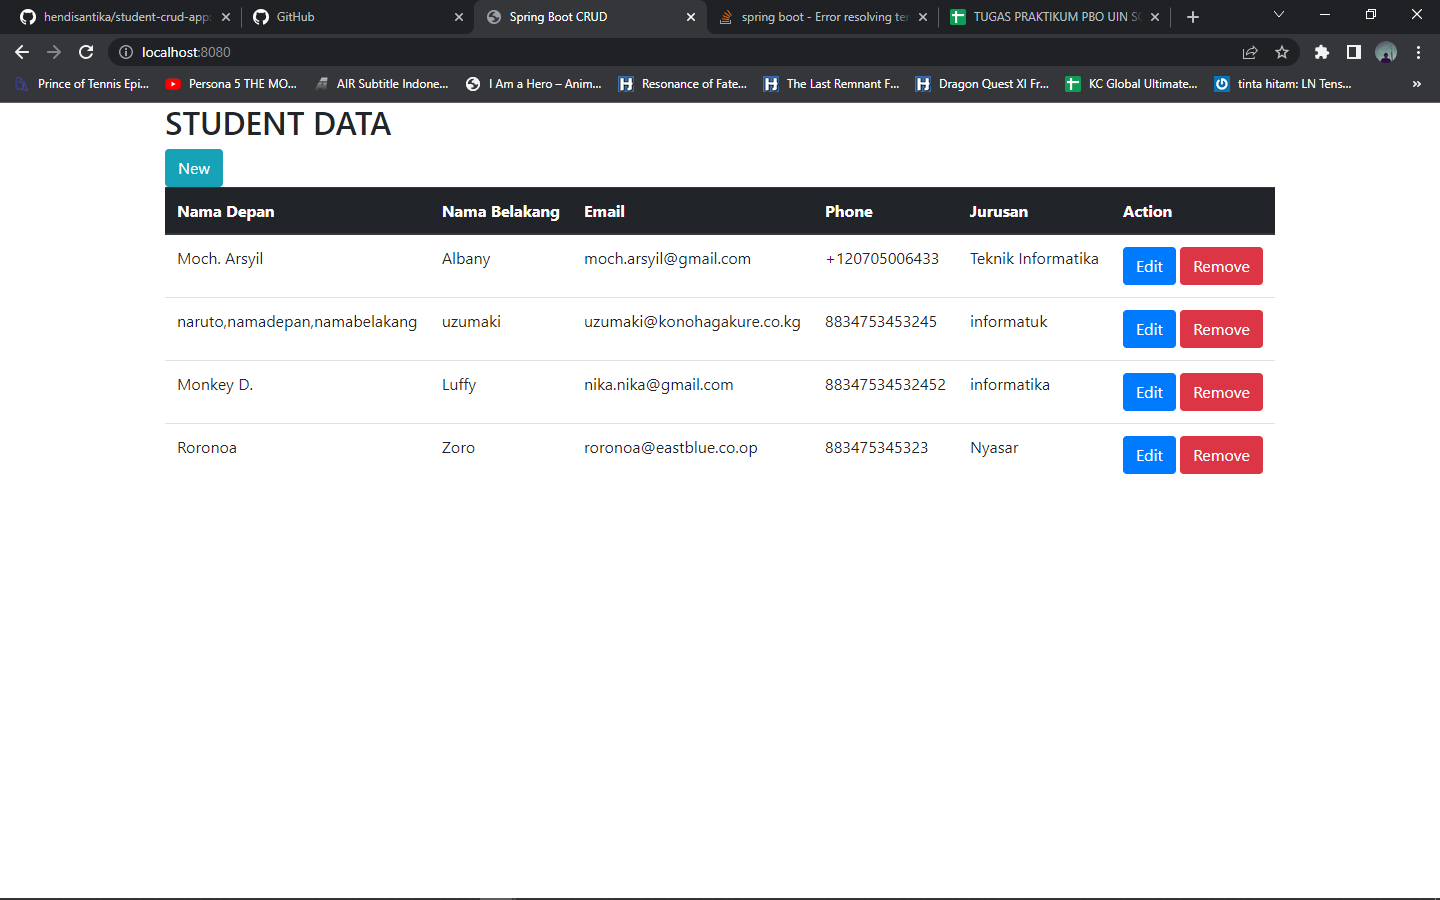 hendisantika/student-crud-app:
GitHub
Spring Boot CRUD
spring boot - Error resolving ter
TUGAS PRAKTIKUM PBO UIN SG
localhost:8080
Prince of Tennis Epi...
Persona 5 THE MO...
AIR Subtitle Indone...
I Am a Hero – Anim...
Resonance of Fate...
The Last Remnant F...
Dragon Quest XI Fr...
KC Global Ultimate...
tinta hitam: LN Tens...
STUDENT DATA
New
Nama Depan Nama Belakang Email Phone Jurusan Action
Moch. Arsyil Albany moch.arsyil@gmail.com +120705006433 Teknik Informatika Edit Remove
naruto,namadepan,namabelakang uzumaki uzumaki@konohagakure.co.kg 8834753453245 informatuk Edit Remove
Monkey D. Luffy nika.nika@gmail.com 88347534532452 informatika Edit Remove
Roronoa Zoro roronoa@eastblue.co.op 883475345323 Nyasar Edit Remove